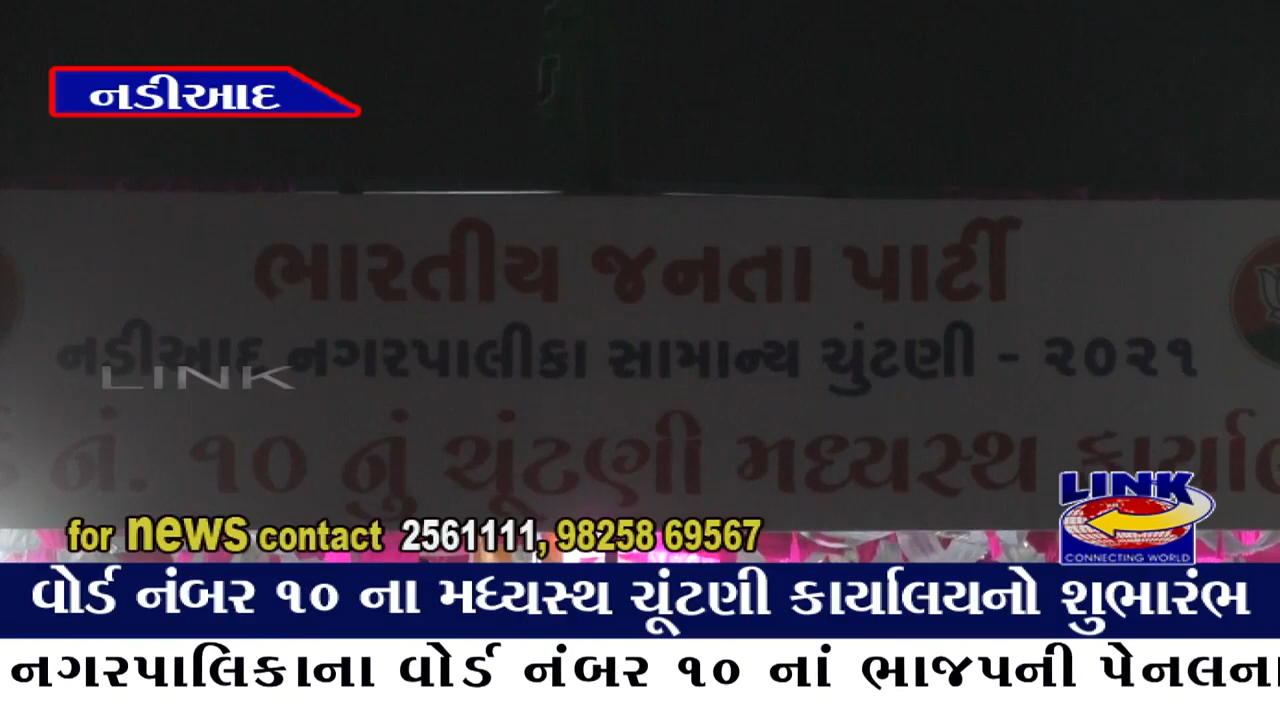 નડીઆદ
ભારતીય જનતા પાર્ટી
નડીઆદ નગરપાલીકા સામાન્ય ચુંટણી - ૨૦૨૧
LINK
નં. ૧૦ નું ચૂંટણી મધ્યસ્થ
LINK
CONNECTING WORLD
for news contact 2561111, 98258 69567
વોર્ડ નંબર ૧૦ ના મધ્યસ્થ ચૂંટણી કાર્યાલયનો શુભારંભ
નગરપાલિકાના વોર્ડ નંબર ૧૦ નાં ભાજપની પેનલના